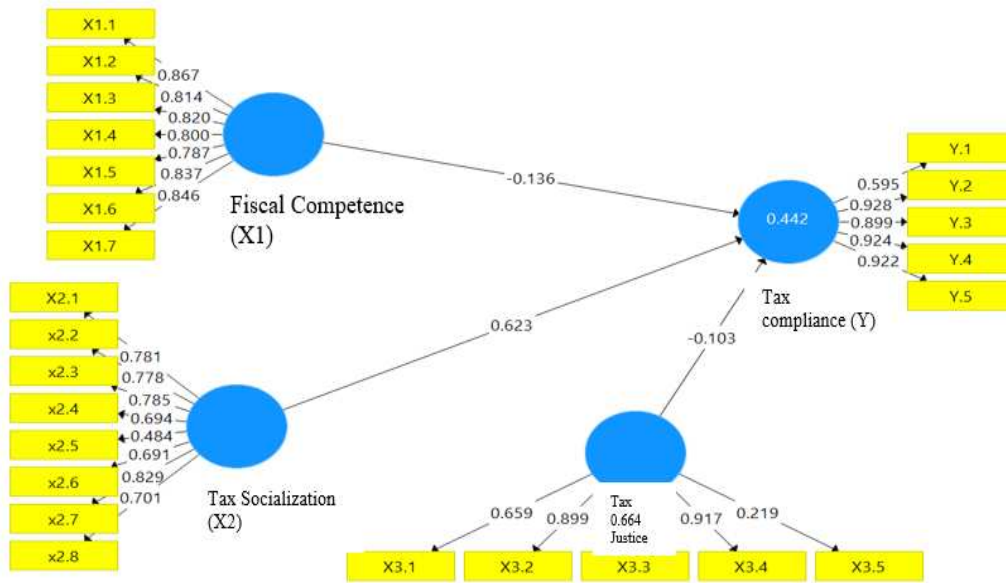 X1.1
X1.2
X1.3
X1.4
X1.5
X1.6
X1.7
0.867
0.814
0.820
0.800
0.787
0.837
0.846
Fiscal Competence
(X1)
-0.136
0.442
Tax
compliance (Y)
0.595
0.928
0.899
0.924
0.922
Y.1
Y.2
Y.3
Y.4
Y.5
X2.1
x2.2
x2.3
x2.4
x2.5
x2.6
x2.7
x2.8
0.781
0.778
0.785
0.694
0.484
0.691
0.829
0.701
Tax Socialization
(X2)
0.623
-0.103
Tax
0.664
Justice
0.659
0.899
0.917
0.219
X3.1
X3.2
X3.3
X3.4
X3.5